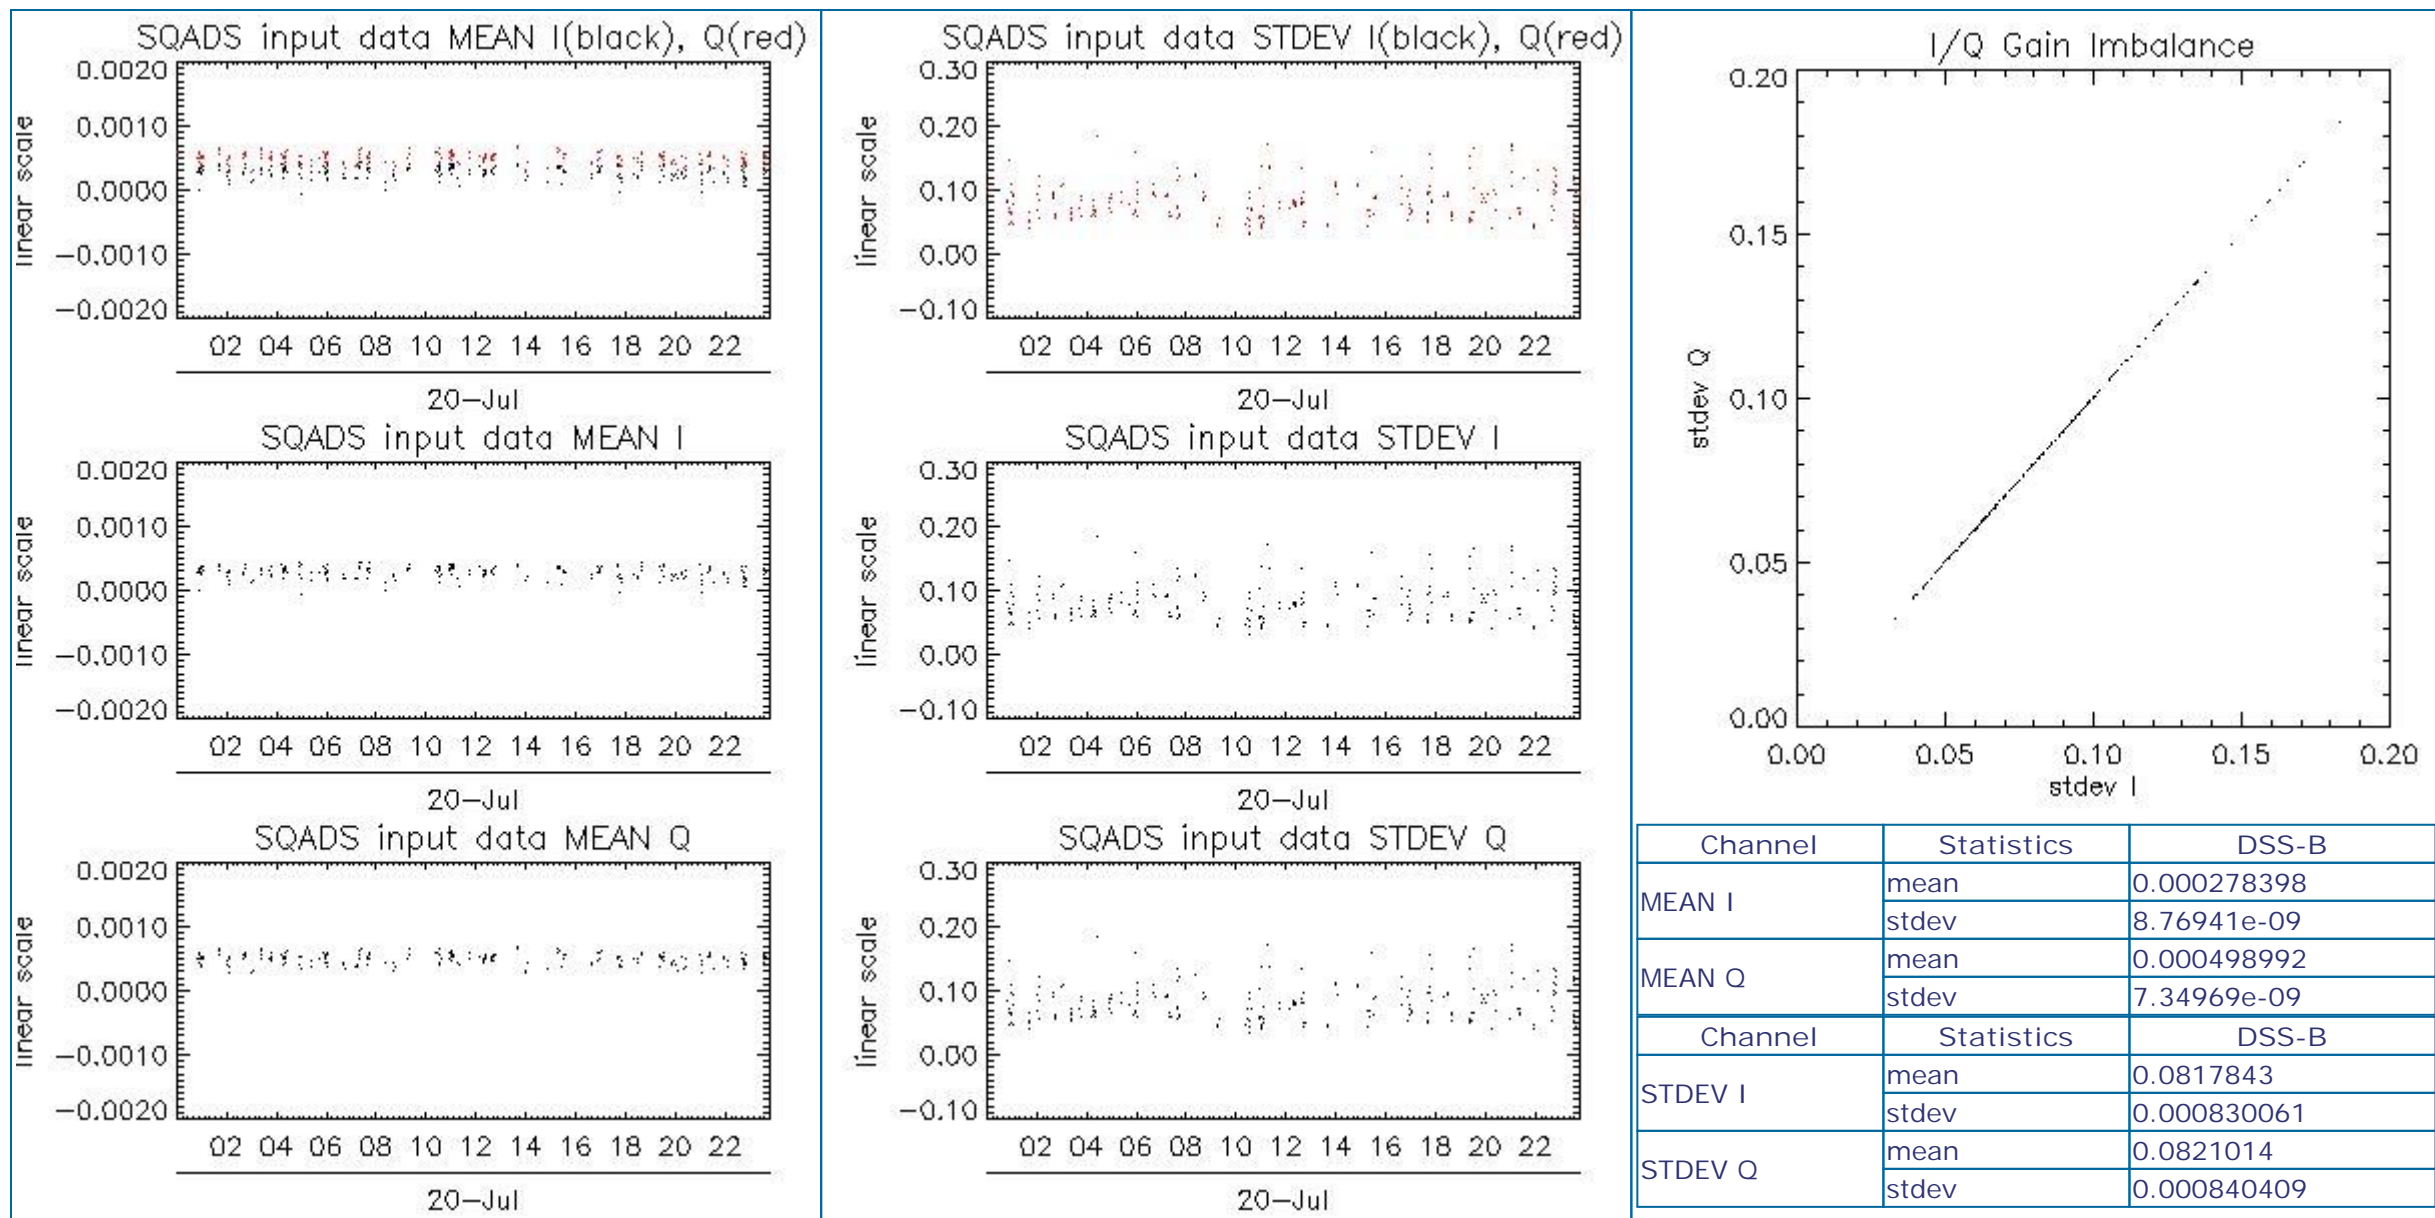 SQADS input data MEAN I(black), Q(red)
linear scale
0.0020
0.0010
0.0000
-0.0010
-0.0020
02 04 06 08 10 12 14 16 18 20 22
20-Jul
SQADS input data MEAN I
linear scale
0.0020
0.0010
0.0000
-0.0010
-0.0020
02 04 06 08 10 12 14 16 18 20 22
20-Jul
SQADS input data MEAN Q
linear scale
0.0020
0.0010
0.0000
-0.0010
-0.0020
02 04 06 08 10 12 14 16 18 20 22
20-Jul
SQADS input data STDEV I(black), Q(red)
linear scale
0.30
0.20
0.10
0.00
-0.10
02 04 06 08 10 12 14 16 18 20 22
20-Jul
SQADS input data STDEV I
linear scale
0.30
0.20
0.10
0.00
-0.10
02 04 06 08 10 12 14 16 18 20 22
20-Jul
SQADS input data STDEV Q
linear scale
0.30
0.20
0.10
0.00
-0.10
02 04 06 08 10 12 14 16 18 20 22
20-Jul
I/Q Gain Imbalance
stdev Q
0.20
0.15
0.10
0.05
0.00
0.00 0.05 0.10 0.15 0.20
stdev I
Channel Statistics DSS-B
MEAN I mean 0.000278398
stdev 8.76941e-09
MEAN Q mean 0.000498992
stdev 7.34969e-09
Channel Statistics DSS-B
STDEV I mean 0.0817843
stdev 0.000830061
STDEV Q mean 0.0821014
stdev 0.000840409